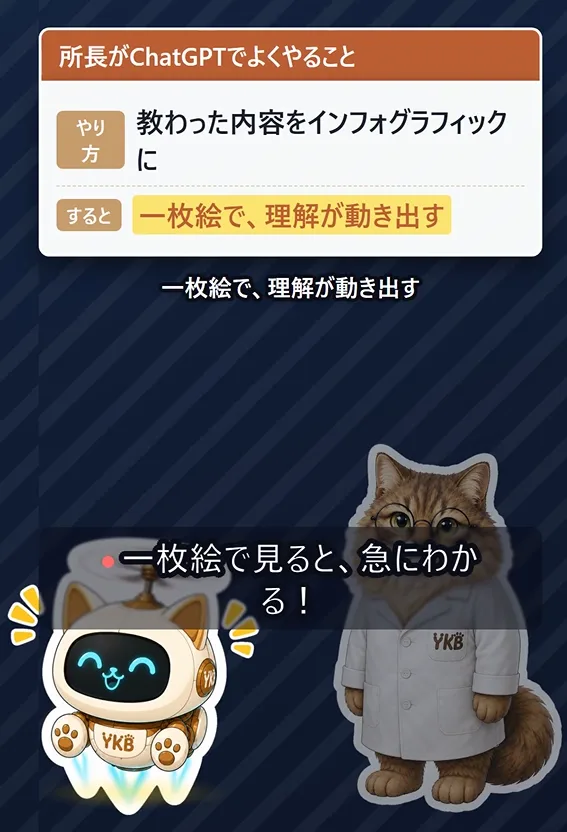 所長がChatGPTでよくやること
やり
方
教わった内容をインフォグラフィック
に
すると
一枚絵で、理解が動き出す
一枚絵で、理解が動き出す
一枚絵で見ると、急にわか
る！
YKB
YKB